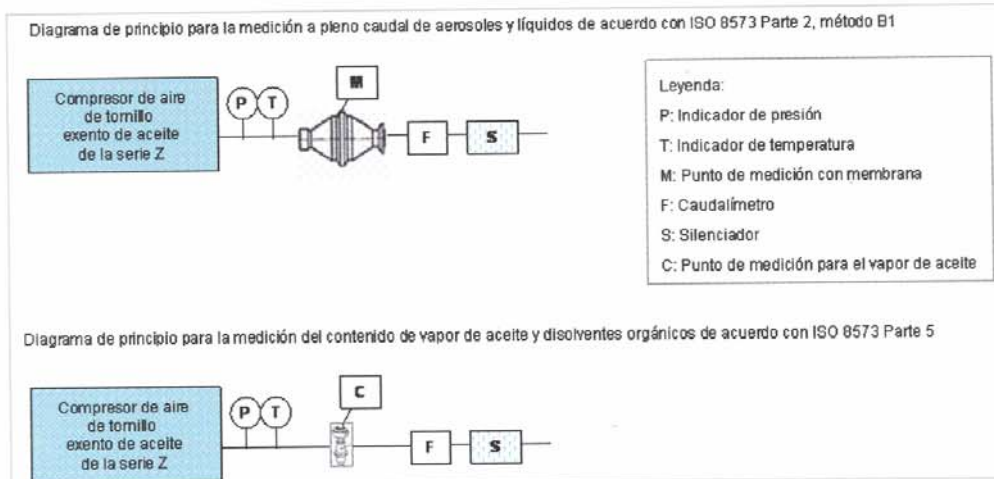 Diagrama de principio para la medición a pleno caudal de aerosoles y líquidos de acuerdo con ISO 8573 Parte 2, método B1
Compresor de aire
de tornillo
exento de aceite
de la serie Z
P T
M
F
S
Leyenda:
P: Indicador de presión
T: Indicador de temperatura
M: Punto de medición con membrana
F: Caudalímetro
S: Silenciador
C: Punto de medición para el vapor de aceite
Diagrama de principio para la medición del contenido de vapor de aceite y disolventes orgánicos de acuerdo con ISO 8573 Parte 5
Compresor de aire
de tornillo
exento de aceite
de la serie Z
P T
C
F
S